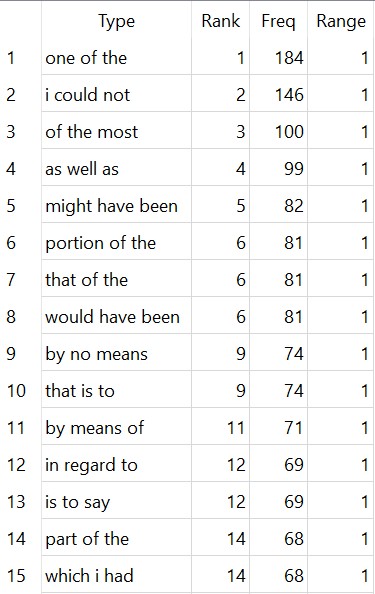 Type Rank Freq Range
1 one of the 1 184 1
2 i could not 2 146 1
3 of the most 3 100 1
4 as well as 4 99 1
5 might have been 5 82 1
6 portion of the 6 81 1
7 that of the 6 81 1
8 would have been 6 81 1
9 by no means 9 74 1
10 that is to 9 74 1
11 by means of 11 71 1
12 in regard to 12 69 1
13 is to say 12 69 1
14 part of the 14 68 1
15 which i had 14 68 1